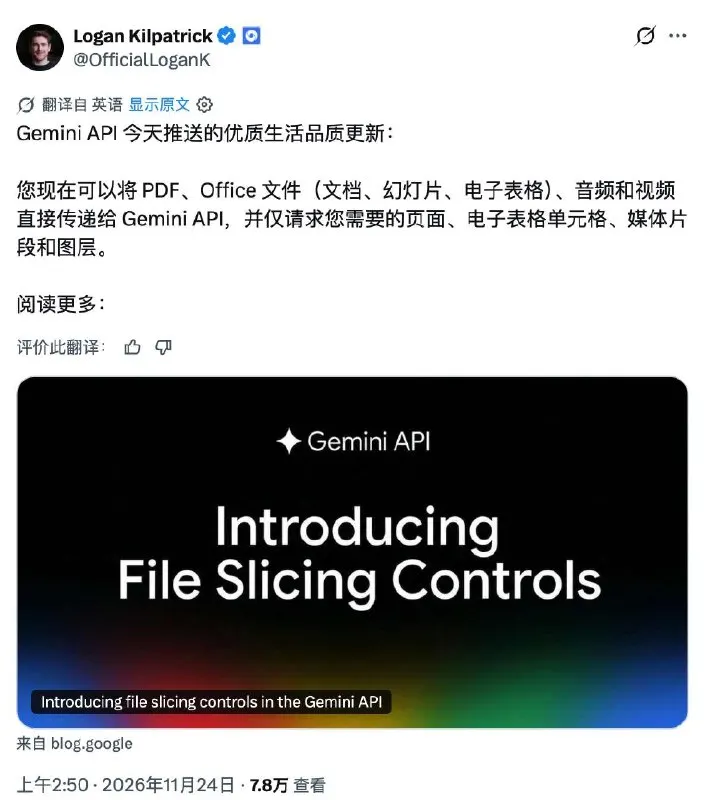 Logan Kilpatrick
@OfficialLoganK
翻译自 英语 显示原文
Gemini API 今天推送的优质生活品质更新：
您现在可以将 PDF、Office 文件（文档、幻灯片、电子表格）、音频和视频
直接传递给 Gemini API，并仅请求您需要的页面、电子表格单元格、媒体片
段和图层。
阅读更多：
评价此翻译：
Gemini API
Introducing
File Slicing Controls
Introducing file slicing controls in the Gemini API
来自 blog.google
上午2:50 · 2026年11月24日 · 7.8万 查看